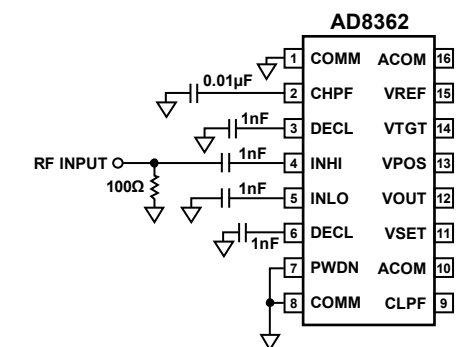 AD8362
1 COMM ACOM 16
0.01µF
2 CHPF VREF 15
1nF
3 DECL VTGT 14
1nF
RF INPUT 4 INHI VPOS 13
100Ω
1nF
5 INLO VOUT 12
6 DECL VSET 11
1nF
7 PWDN ACOM 10
8 COMM CLPF 9